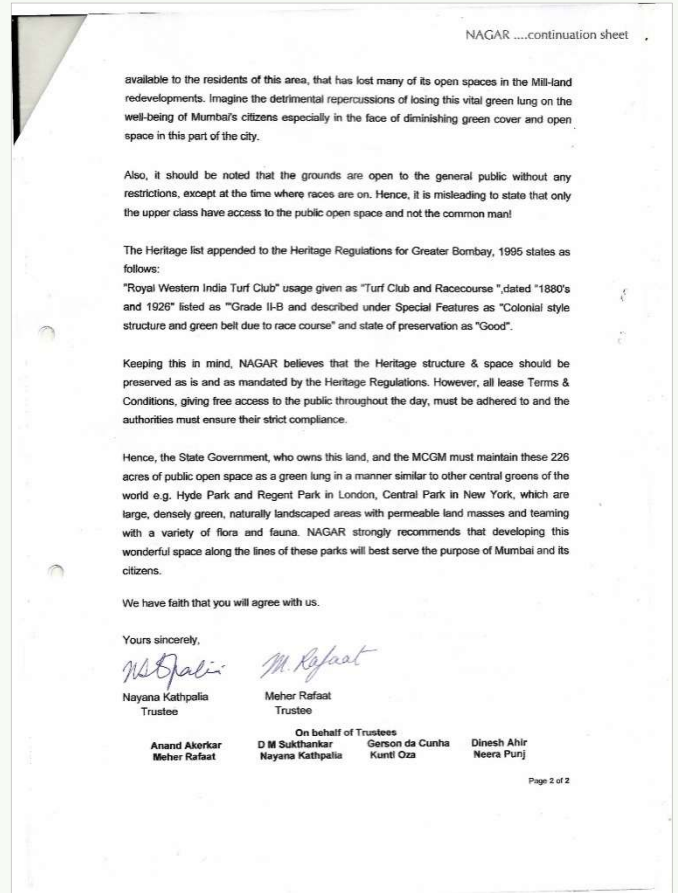 NAGAR ....continuation sheet
available to the residents of this area, that has lost many of its open spaces in the Mill-land
redevelopments. Imagine the detrimental repercussions of losing this vital green lung on the
well-being of Mumbai's citizens especially in the face of diminishing green cover and open
space in this part of the city.
Also, it should be noted that the grounds are open to the general public without any
restrictions, except at the time where races are on. Hence, it is misleading to state that only
the upper class have access to the public open space and not the common man!
The Heritage list appended to the Heritage Regulations for Greater Bombay, 1995 states as
follows:
"Royal Western India Turf Club" usage given as "Turf Club and Racecourse ",dated "1880's
and 1926" listed as '"Grade II-B and described under Special Features as "Colonial style
structure and green belt due to race course" and state of preservation as "Good".
Keeping this in mind, NAGAR believes that the Heritage structure & space should be
preserved as is and as mandated by the Heritage Regulations. However, all lease Terms &
Conditions, giving free access to the public throughout the day, must be adhered to and the
authorities must ensure their strict compliance.
Hence, the State Government, who owns this land, and the MCGM must maintain these 226
acres of public open space as a green lung in a manner similar to other central greens of the
world e.g. Hyde Park and Regent Park in London, Central Park in New York, which are
large, densely green, naturally landscaped areas with permeable land masses and teaming
with a variety of flora and fauna. NAGAR strongly recommends that developing this
wonderful space along the lines of these parks will best serve the purpose of Mumbai and its
citizens.
We have faith that you will agree with us.
Yours sincerely,
M. Rafaat
Nayana Kathpalia Meher Rafaat
Trustee Trustee
On behalf of Trustees
Anand Akerkar D M Sukthankar Gerson da Cunha Dinesh Ahir
Meher Rafaat Nayana Kathpalia Kunti Oza Neera Punj
Page 2 of 2